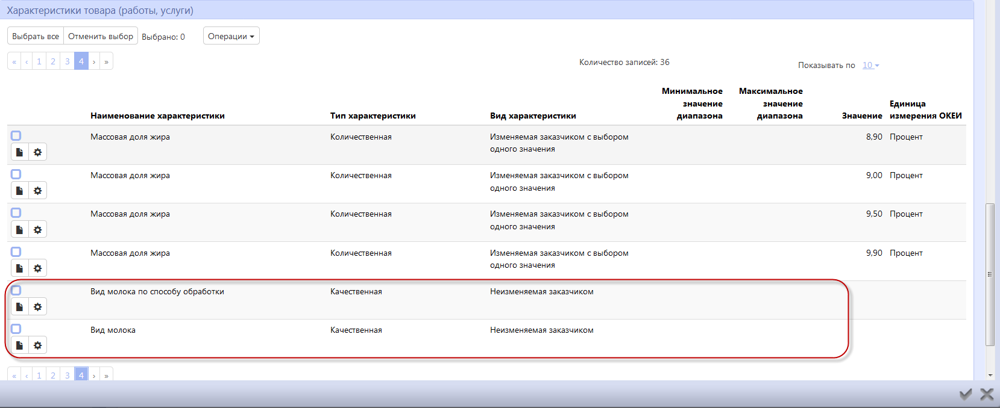 Характеристики товара (работы, услуги)
Выбрать все Отменить выбор Выбрано: 0 Операции
« ‹ 1 2 3 4 › »
Количество записей: 36
Показывать по 10
Наименование характеристики Тип характеристики Вид характеристики Минимальное значение диапазона Максимальное значение диапазона Значение Единица измерения ОКЕИ
Массовая доля жира Количественная Изменяемая заказчиком с выбором 8,90 Процент
одного значения
Массовая доля жира Количественная Изменяемая заказчиком с выбором 9,00 Процент
одного значения
Массовая доля жира Количественная Изменяемая заказчиком с выбором 9,50 Процент
одного значения
Массовая доля жира Количественная Изменяемая заказчиком с выбором 9,90 Процент
одного значения
Вид молока по способу обработки Качественная Неизменяемая заказчиком
Вид молока Качественная Неизменяемая заказчиком
« ‹ 1 2 3 4 › »